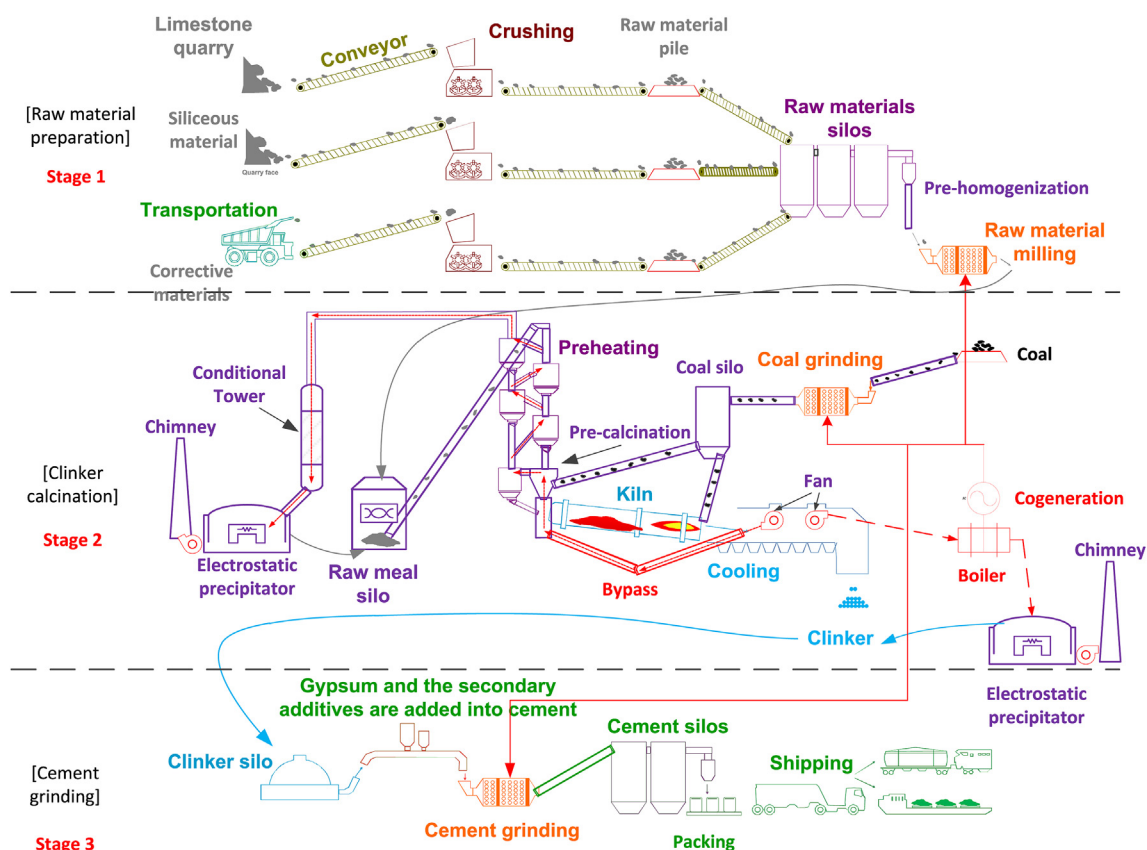 Limestone
quarry
Conveyor
Crushing
Raw material
pile
[Raw material
preparation]
Stage 1
Siliceous
material
Quarry face
Raw materials
silos
Pre-homogenization
Transportation
Corrective
materials
Raw material
milling
Preheating
Coal silo
Coal grinding
Coal
Conditional
Tower
Chimney
Pre-calcination
[Clinker
calcination]
Stage 2
Kiln
Fan
Cogeneration
Electrostatic
precipitator
Raw meal
silo
Bypass
Cooling
Boiler
Chimney
Clinker
Electrostatic
precipitator
Gypsum and the secondary
additives are added into cement
Clinker silo
Cement silos
Shipping
[Cement
grinding]
Stage 3
Cement grinding
Packing